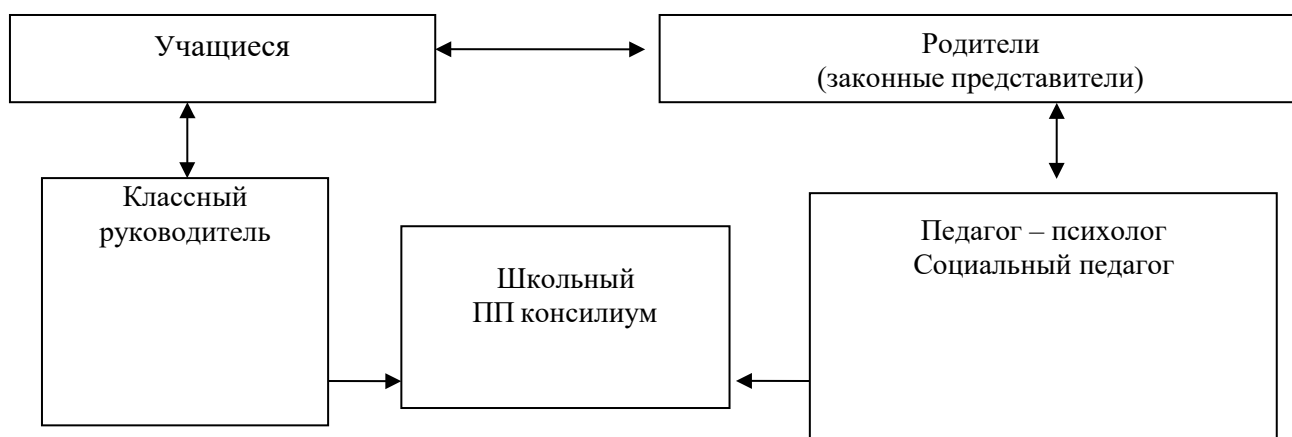 Учащиеся
Родители
(законные представители)
Классный
руководитель
Школьный
ПП консилиум
Педагог – психолог
Социальный педагог